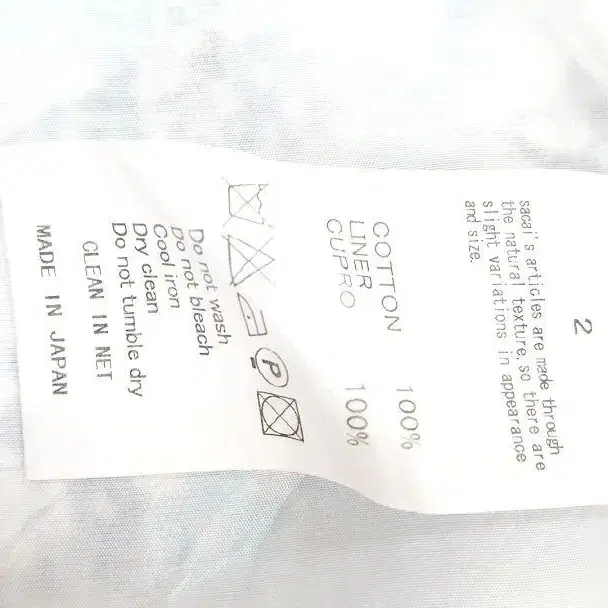 2
sacai's articles are made through
the natural texture, so there are
slight variations in appearance
and size.
COTTON 100%
LINER
CUPRO 100%
P
Do not wash
Do not bleach
Cool iron
Dry clean
Do not tumble dry
CLEAN IN NET
MADE IN JAPAN